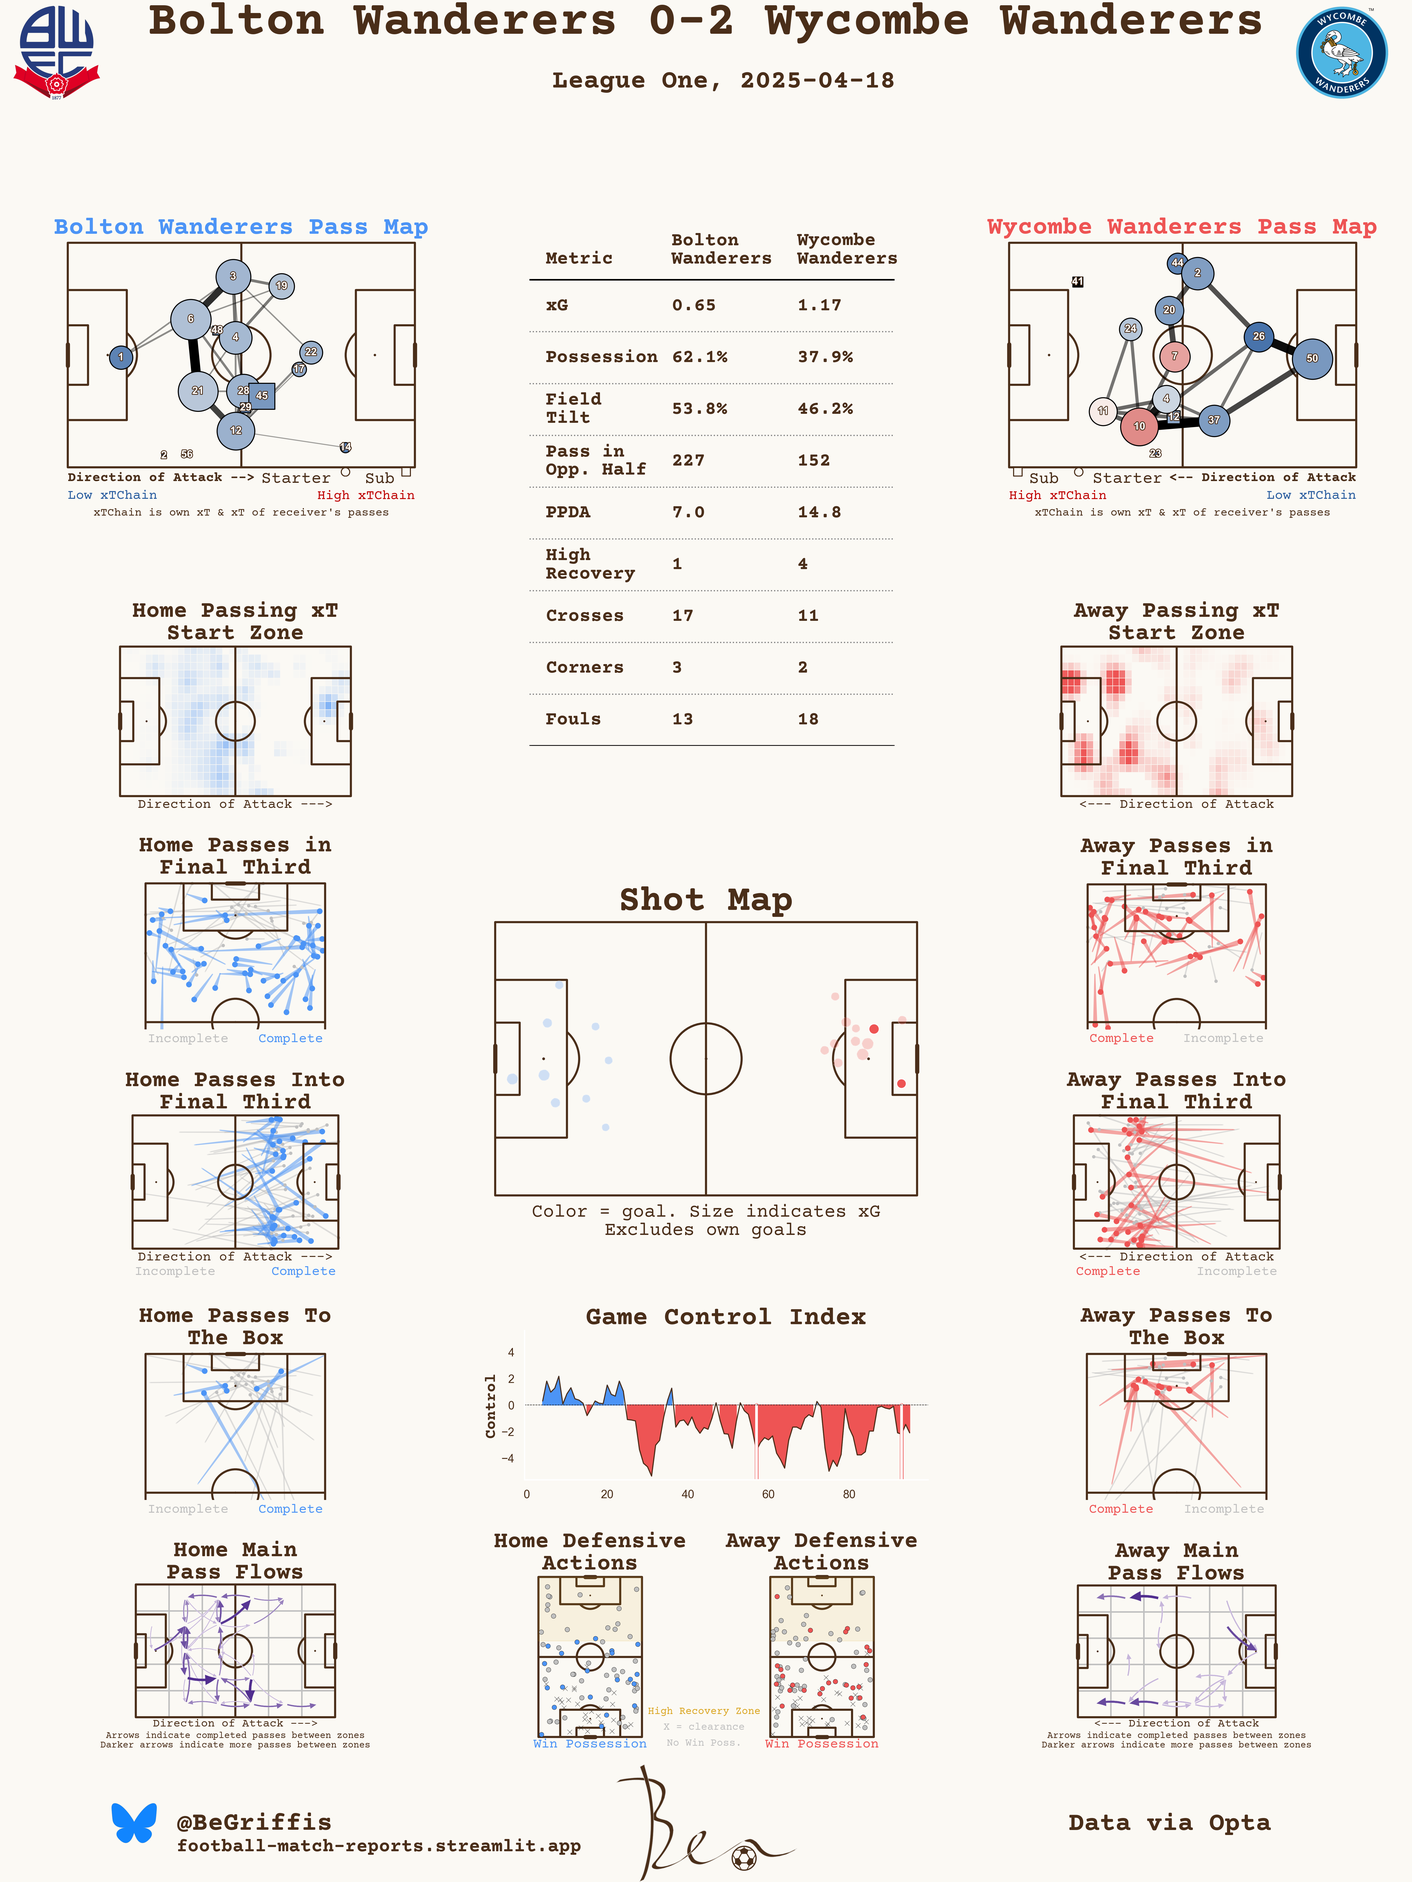 Bolton Wanderers 0-2 Wycombe Wanderers
League One, 2025-04-18
1877
WYCOMBE
WANDERERS
TM
Bolton Wanderers Pass Map
3
19
6
48
4
1
22
17
21
28
45
29
12
14
2
56
Direction of Attack --> Starter Sub
Low xTChain High xTChain
xTChain is own xT & xT of receiver's passes
Metric Bolton Wanderers Wycombe Wanderers
xG 0.65 1.17
Possession 62.1% 37.9%
Field Tilt 53.8% 46.2%
Pass in Opp. Half 227 152
PPDA 7.0 14.8
High Recovery 1 4
Crosses 17 11
Corners 3 2
Fouls 13 18
Wycombe Wanderers Pass Map
44
2
41
20
24
26
7
50
4
11
12
37
10
23
Sub Starter <-- Direction of Attack
High xTChain Low xTChain
xTChain is own xT & xT of receiver's passes
Home Passing xT
Start Zone
Direction of Attack --->
Away Passing xT
Start Zone
<--- Direction of Attack
Home Passes in
Final Third
Incomplete Complete
Away Passes in
Final Third
Complete Incomplete
Shot Map
Color = goal. Size indicates xG
Excludes own goals
Home Passes Into
Final Third
Direction of Attack --->
Incomplete Complete
Away Passes Into
Final Third
<--- Direction of Attack
Complete Incomplete
Home Passes To
The Box
Incomplete Complete
Game Control Index
Control
4
2
0
−2
−4
0 20 40 60 80
Away Passes To
The Box
Complete Incomplete
Home Main
Pass Flows
Direction of Attack --->
Arrows indicate completed passes between zones
Darker arrows indicate more passes between zones
Home Defensive
Actions
Win Possession
High Recovery Zone
X = clearance
No Win Poss.
Away Defensive
Actions
Win Possession
Away Main
Pass Flows
<--- Direction of Attack
Arrows indicate completed passes between zones
Darker arrows indicate more passes between zones
@BeGriffis
football-match-reports.streamlit.app
Ben
Data via Opta